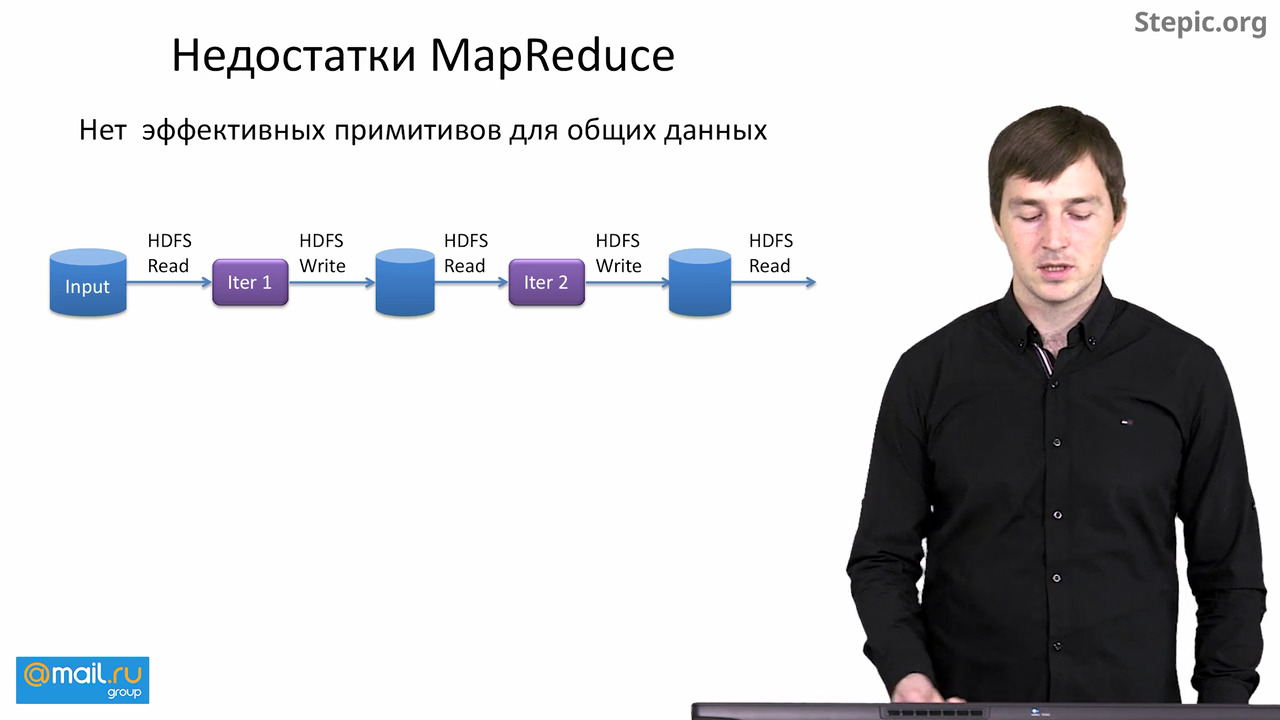 Stepic.org
Недостатки MapReduce
Нет эффективных примитивов для общих данных
HDFS
Read
HDFS
Write
HDFS
Read
HDFS
Write
HDFS
Read
Input
Iter 1
Iter 2
@mail.ru
group